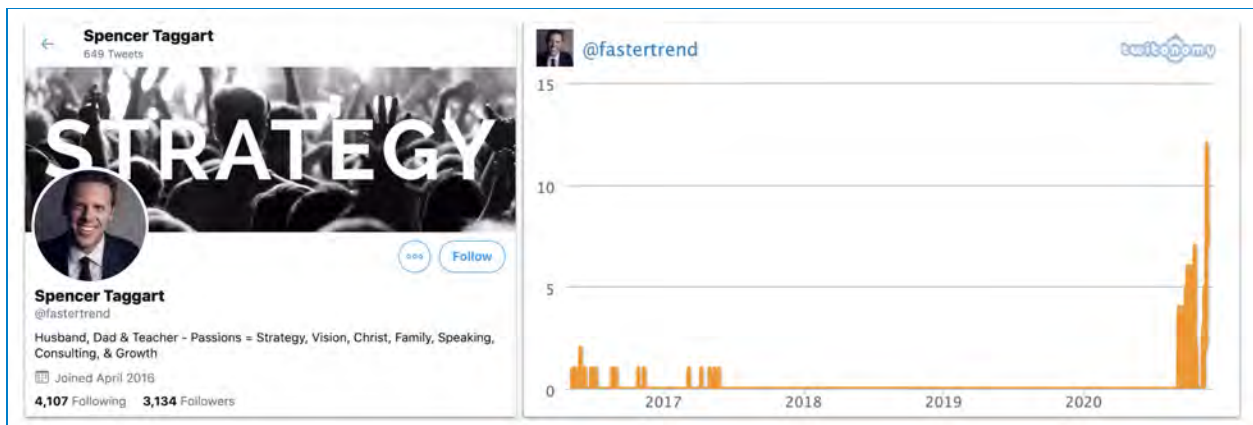 Spencer Taggart
649 Tweets
STRATEGY
Follow
Spencer Taggart
@fastertrend
Husband, Dad & Teacher - Passions = Strategy, Vision, Christ, Family, Speaking,
Consulting, & Growth
Joined April 2016
4,107 Following 3,134 Followers
@fastertrend
twitonomy
15
10
5
0
2017 2018 2019 2020